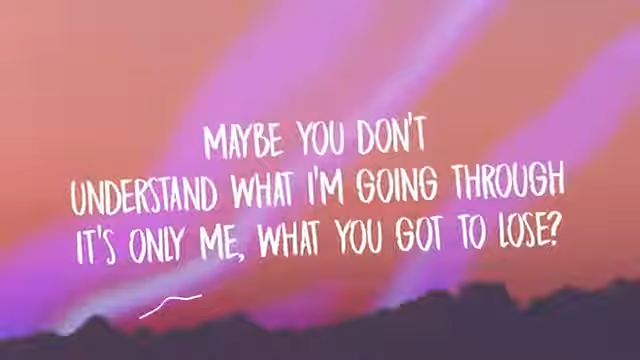 MAYBE YOU DON'T
UNDERSTAND WHAT I'M GOING THROUGH
IT'S ONLY ME, WHAT YOU GOT TO LOSE?